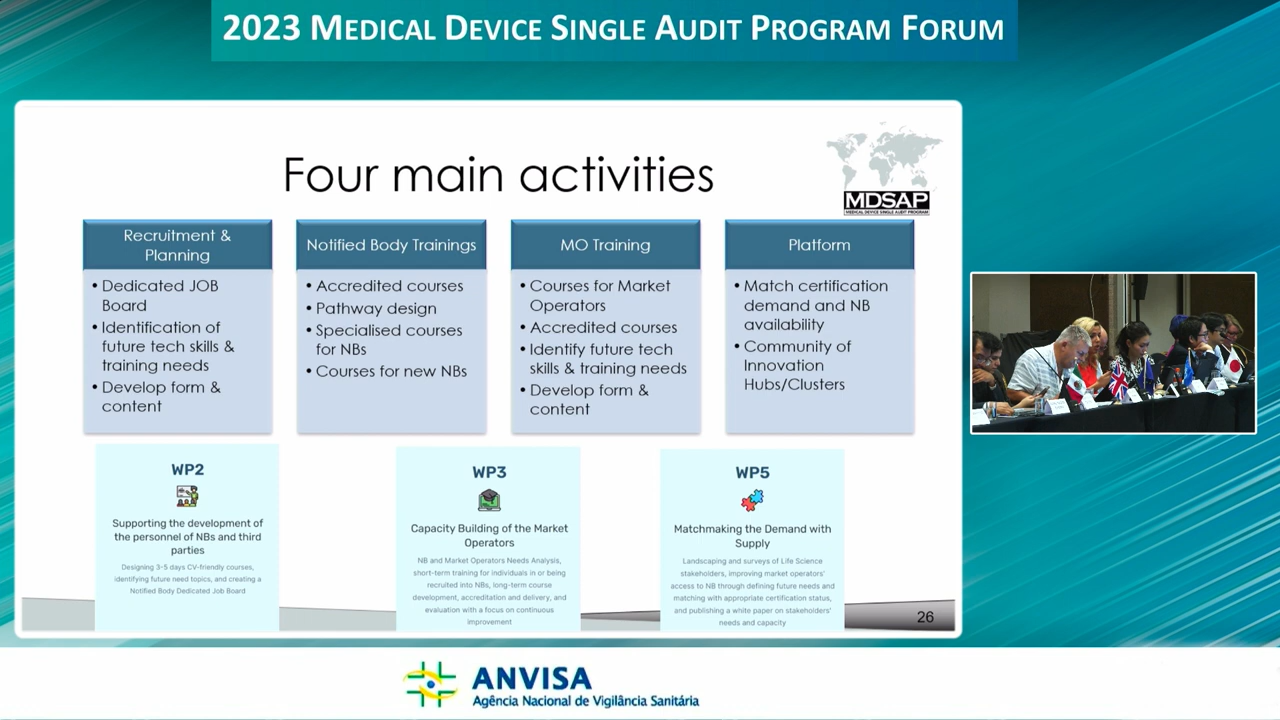 2023 MEDICAL DEVICE SINGLE AUDIT PROGRAM FORUM
Four main activities
MDSAP
MEDICAL DEVICE SINGLE AUDIT PROGRAM
Recruitment &
Planning
• Dedicated JOB
Board
• Identification of
future tech skills &
training needs
• Develop form &
content
Notified Body Trainings
• Accredited courses
• Pathway design
• Specialised courses
for NBs
• Courses for new NBs
MO Training
• Courses for Market
Operators
• Accredited courses
• Identify future tech
skills & training needs
• Develop form &
content
Platform
• Match certification
demand and NB
availability
• Community of
Innovation
Hubs/Clusters
WP2
Supporting the development of
the personnel of NBs and third
parties
Designing 3-5 days CV-friendly courses,
identifying future need topics, and creating a
Notified Body Dedicated Job Board
WP3
Capacity Building of the Market
Operators
NB and Market Operators Needs Analysis,
short-term training for individuals in or being
recruited into NBs, long-term course
development, accreditation and delivery, and
evaluation with a focus on continuous
improvement
WP5
Matchmaking the Demand with
Supply
Landscaping and surveys of Life Science
stakeholders, improving market operators'
access to NB through defining future needs and
matching with appropriate certification status,
and publishing a white paper on stakeholders'
needs and capacity
26
ANVISA
Agência Nacional de Vigilância Sanitária